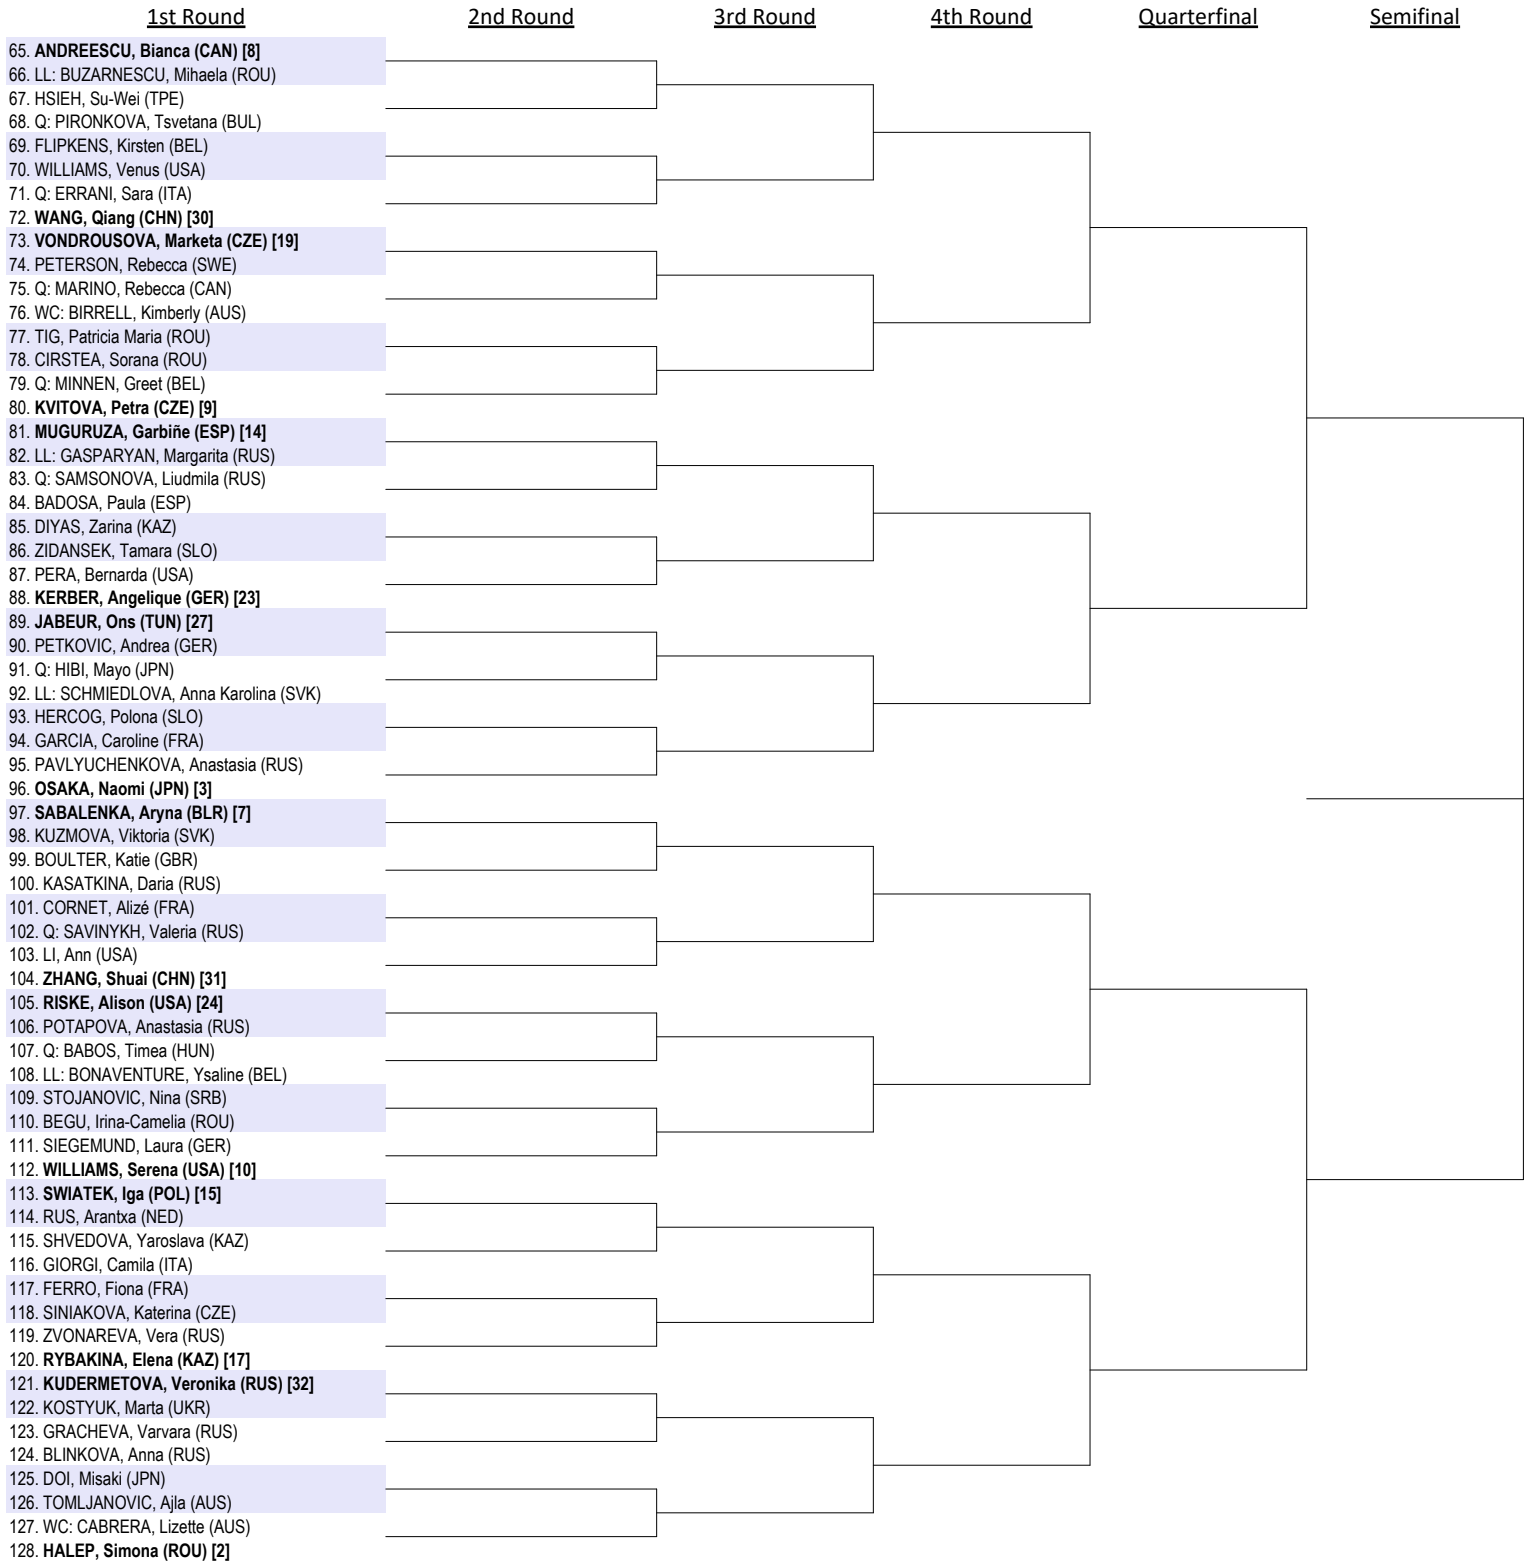 1st Round 2nd Round 3rd Round 4th Round Quarterfinal Semifinal
65. ANDREESCU, Bianca (CAN) [8]
66. LL: BUZARNESCU, Mihaela (ROU)
67. HSIEH, Su-Wei (TPE)
68. Q: PIRONKOVA, Tsvetana (BUL)
69. FLIPKENS, Kirsten (BEL)
70. WILLIAMS, Venus (USA)
71. Q: ERRANI, Sara (ITA)
72. WANG, Qiang (CHN) [30]
73. VONDROUSOVA, Marketa (CZE) [19]
74. PETERSON, Rebecca (SWE)
75. Q: MARINO, Rebecca (CAN)
76. WC: BIRRELL, Kimberly (AUS)
77. TIG, Patricia Maria (ROU)
78. CIRSTEA, Sorana (ROU)
79. Q: MINNEN, Greet (BEL)
80. KVITOVA, Petra (CZE) [9]
81. MUGURUZA, Garbiñe (ESP) [14]
82. LL: GASPARYAN, Margarita (RUS)
83. Q: SAMSONOVA, Liudmila (RUS)
84. BADOSA, Paula (ESP)
85. DIYAS, Zarina (KAZ)
86. ZIDANSEK, Tamara (SLO)
87. PERA, Bernarda (USA)
88. KERBER, Angelique (GER) [23]
89. JABEUR, Ons (TUN) [27]
90. PETKOVIC, Andrea (GER)
91. Q: HIBI, Mayo (JPN)
92. LL: SCHMIEDLOVA, Anna Karolina (SVK)
93. HERCOG, Polona (SLO)
94. GARCIA, Caroline (FRA)
95. PAVLYUCHENKOVA, Anastasia (RUS)
96. OSAKA, Naomi (JPN) [3]
97. SABALENKA, Aryna (BLR) [7]
98. KUZMOVA, Viktoria (SVK)
99. BOULTER, Katie (GBR)
100. KASATKINA, Daria (RUS)
101. CORNET, Alizé (FRA)
102. Q: SAVINYKH, Valeria (RUS)
103. LI, Ann (USA)
104. ZHANG, Shuai (CHN) [31]
105. RISKE, Alison (USA) [24]
106. POTAPOVA, Anastasia (RUS)
107. Q: BABOS, Timea (HUN)
108. LL: BONAVENTURE, Ysaline (BEL)
109. STOJANOVIC, Nina (SRB)
110. BEGU, Irina-Camelia (ROU)
111. SIEGEMUND, Laura (GER)
112. WILLIAMS, Serena (USA) [10]
113. SWIATEK, Iga (POL) [15]
114. RUS, Arantxa (NED)
115. SHVEDOVA, Yaroslava (KAZ)
116. GIORGI, Camila (ITA)
117. FERRO, Fiona (FRA)
118. SINIAKOVA, Katerina (CZE)
119. ZVONAREVA, Vera (RUS)
120. RYBAKINA, Elena (KAZ) [17]
121. KUDERMETOVA, Veronika (RUS) [32]
122. KOSTYUK, Marta (UKR)
123. GRACHEVA, Varvara (RUS)
124. BLINKOVA, Anna (RUS)
125. DOI, Misaki (JPN)
126. TOMLJANOVIC, Ajla (AUS)
127. WC: CABRERA, Lizette (AUS)
128. HALEP, Simona (ROU) [2]